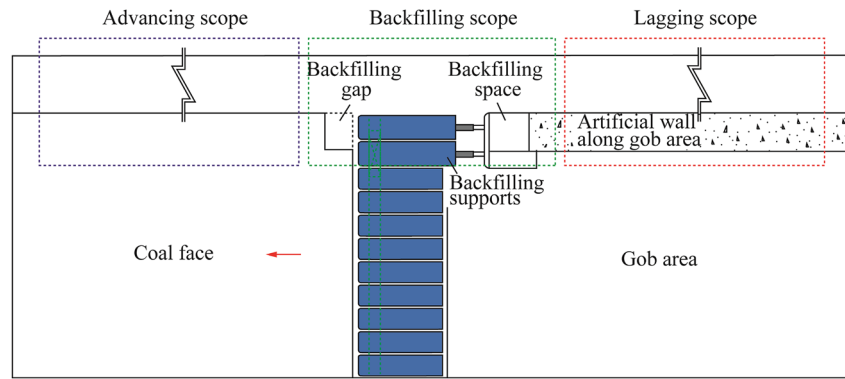 Advancing scope
Backfilling scope
Lagging scope
Backfilling
gap
Backfilling
space
Artificial wall
along gob area
Backfilling
supports
Coal face
Gob area